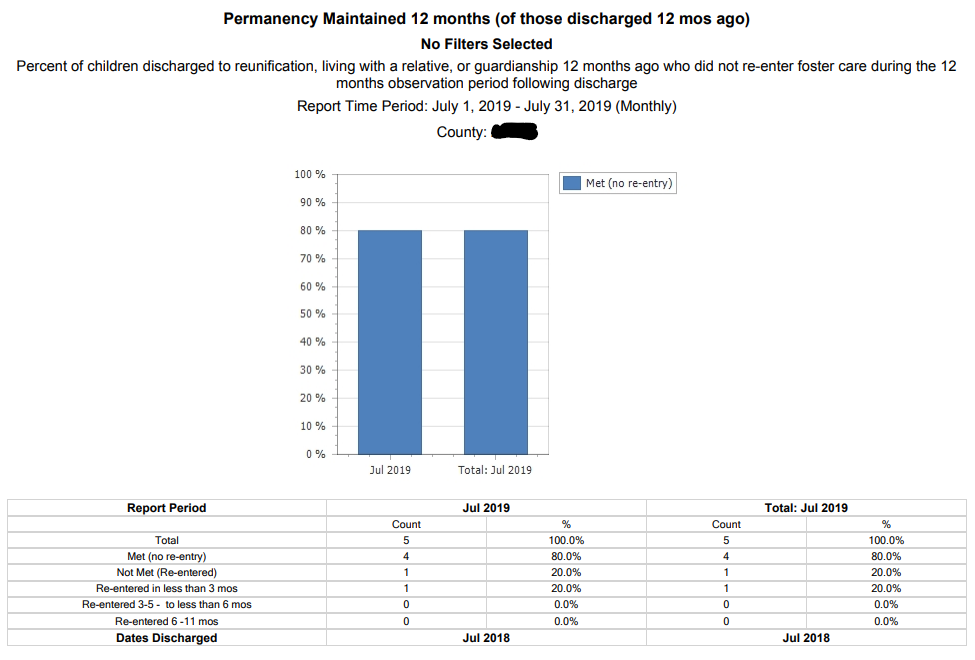 Permanency Maintained 12 months (of those discharged 12 mos ago)
No Filters Selected
Percent of children discharged to reunification, living with a relative, or guardianship 12 months ago who did not re-enter foster care during the 12
months observation period following discharge
Report Time Period: July 1, 2019 - July 31, 2019 (Monthly)
County:
100 %
90 %
80 %
70 %
60 %
50 %
40 %
30 %
20 %
10 %
0 %
Jul 2019 Total: Jul 2019
Met (no re-entry)
Report Period Jul 2019 Total: Jul 2019
Count % Count %
Total 5 100.0% 5 100.0%
Met (no re-entry) 4 80.0% 4 80.0%
Not Met (Re-entered) 1 20.0% 1 20.0%
Re-entered in less than 3 mos 1 20.0% 1 20.0%
Re-entered 3-5 - to less than 6 mos 0 0.0% 0 0.0%
Re-entered 6 -11 mos 0 0.0% 0 0.0%
Dates Discharged Jul 2018 Jul 2018